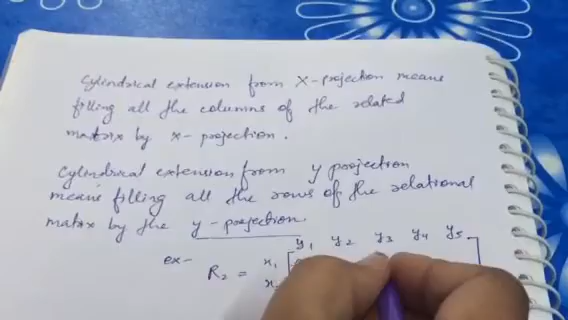 Cylindrical extension from X-projection means
filling all the columns of the related
matrix by x-projection.
Cylindrical extension from y projection
means filling all the rows of the relational
matrix by the y-projection.
y1 y2 y3 y4 y5
ex- R2 = x1